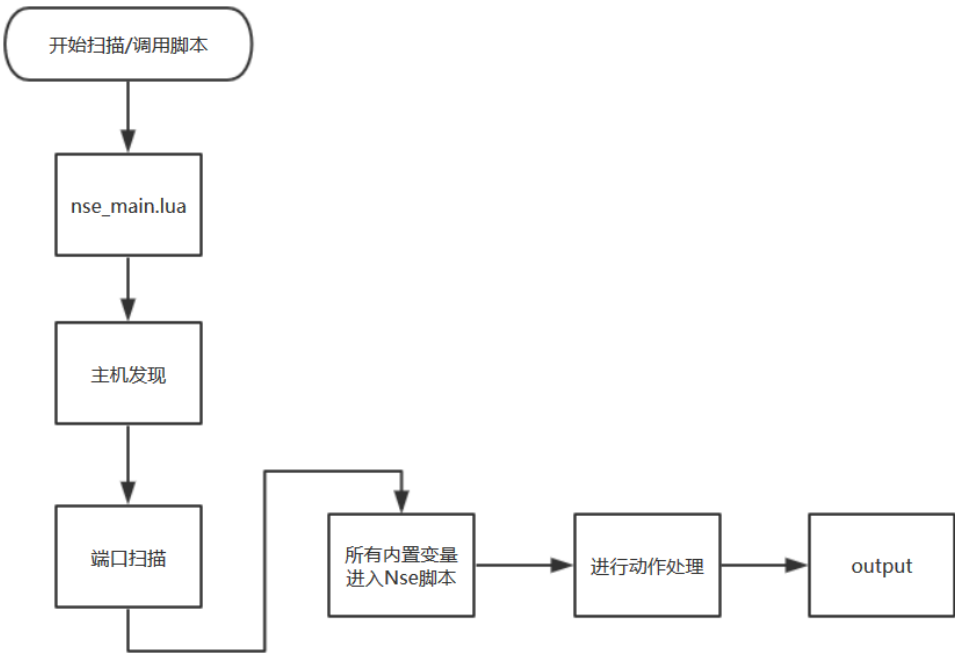 开始扫描/调用脚本
nse_main.lua
主机发现
端口扫描
所有内置变量
进入Nse脚本
进行动作处理
output